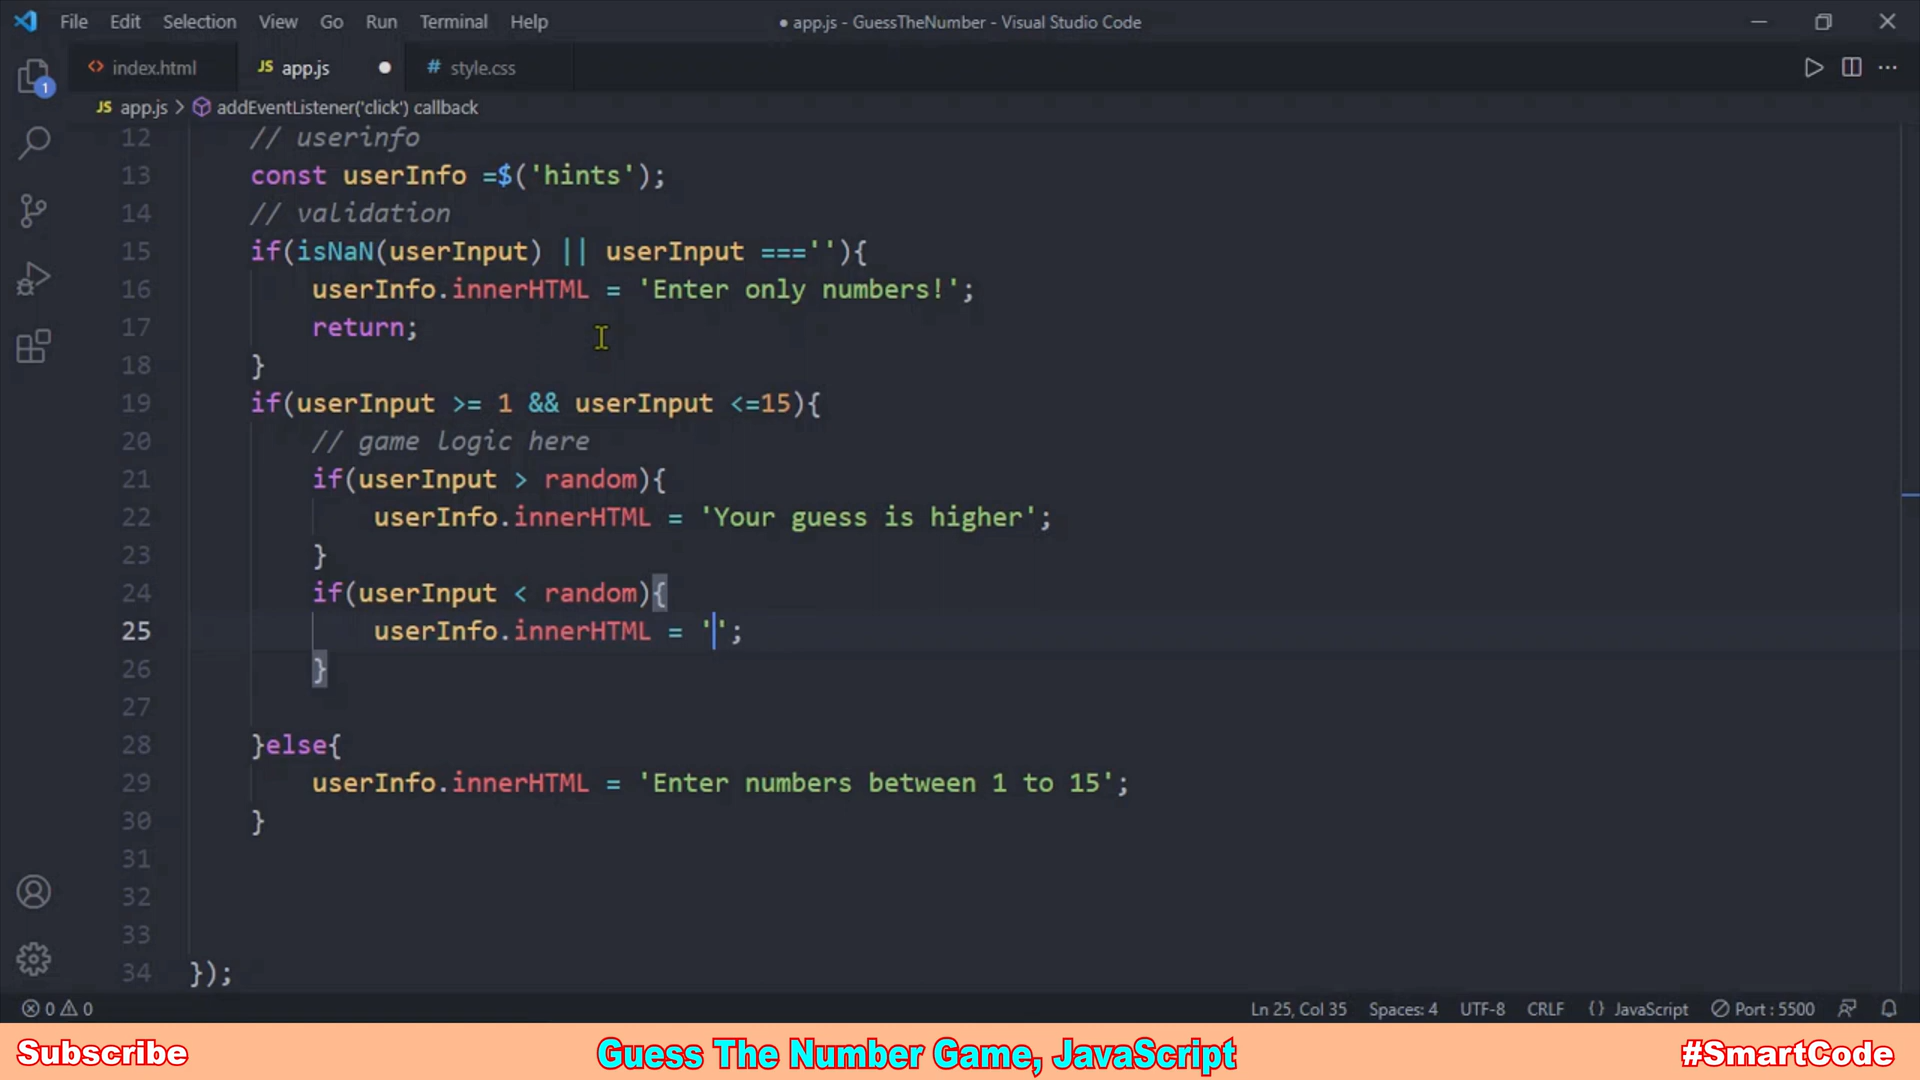 File Edit Selection View Go Run Terminal Help ● app.js - GuessTheNumber - Visual Studio Code
<> index.html JS app.js ● # style.css
1
JS app.js > addEventListener('click') callback
12 // userinfo
13 const userInfo =$('hints');
14 // validation
15 if(isNaN(userInput) || userInput ===''){
16 userInfo.innerHTML = 'Enter only numbers!';
17 return;
18 }
19 if(userInput >= 1 && userInput <=15){
20 // game logic here
21 if(userInput > random){
22 userInfo.innerHTML = 'Your guess is higher';
23 }
24 if(userInput < random){
25 userInfo.innerHTML = '';
26 }
27
28 }else{
29 userInfo.innerHTML = 'Enter numbers between 1 to 15';
30 }
31
32
33
34 });
0 0 Ln 25, Col 35 Spaces: 4 UTF-8 CRLF {} JavaScript Port : 5500
Subscribe Guess The Number Game, JavaScript #SmartCode